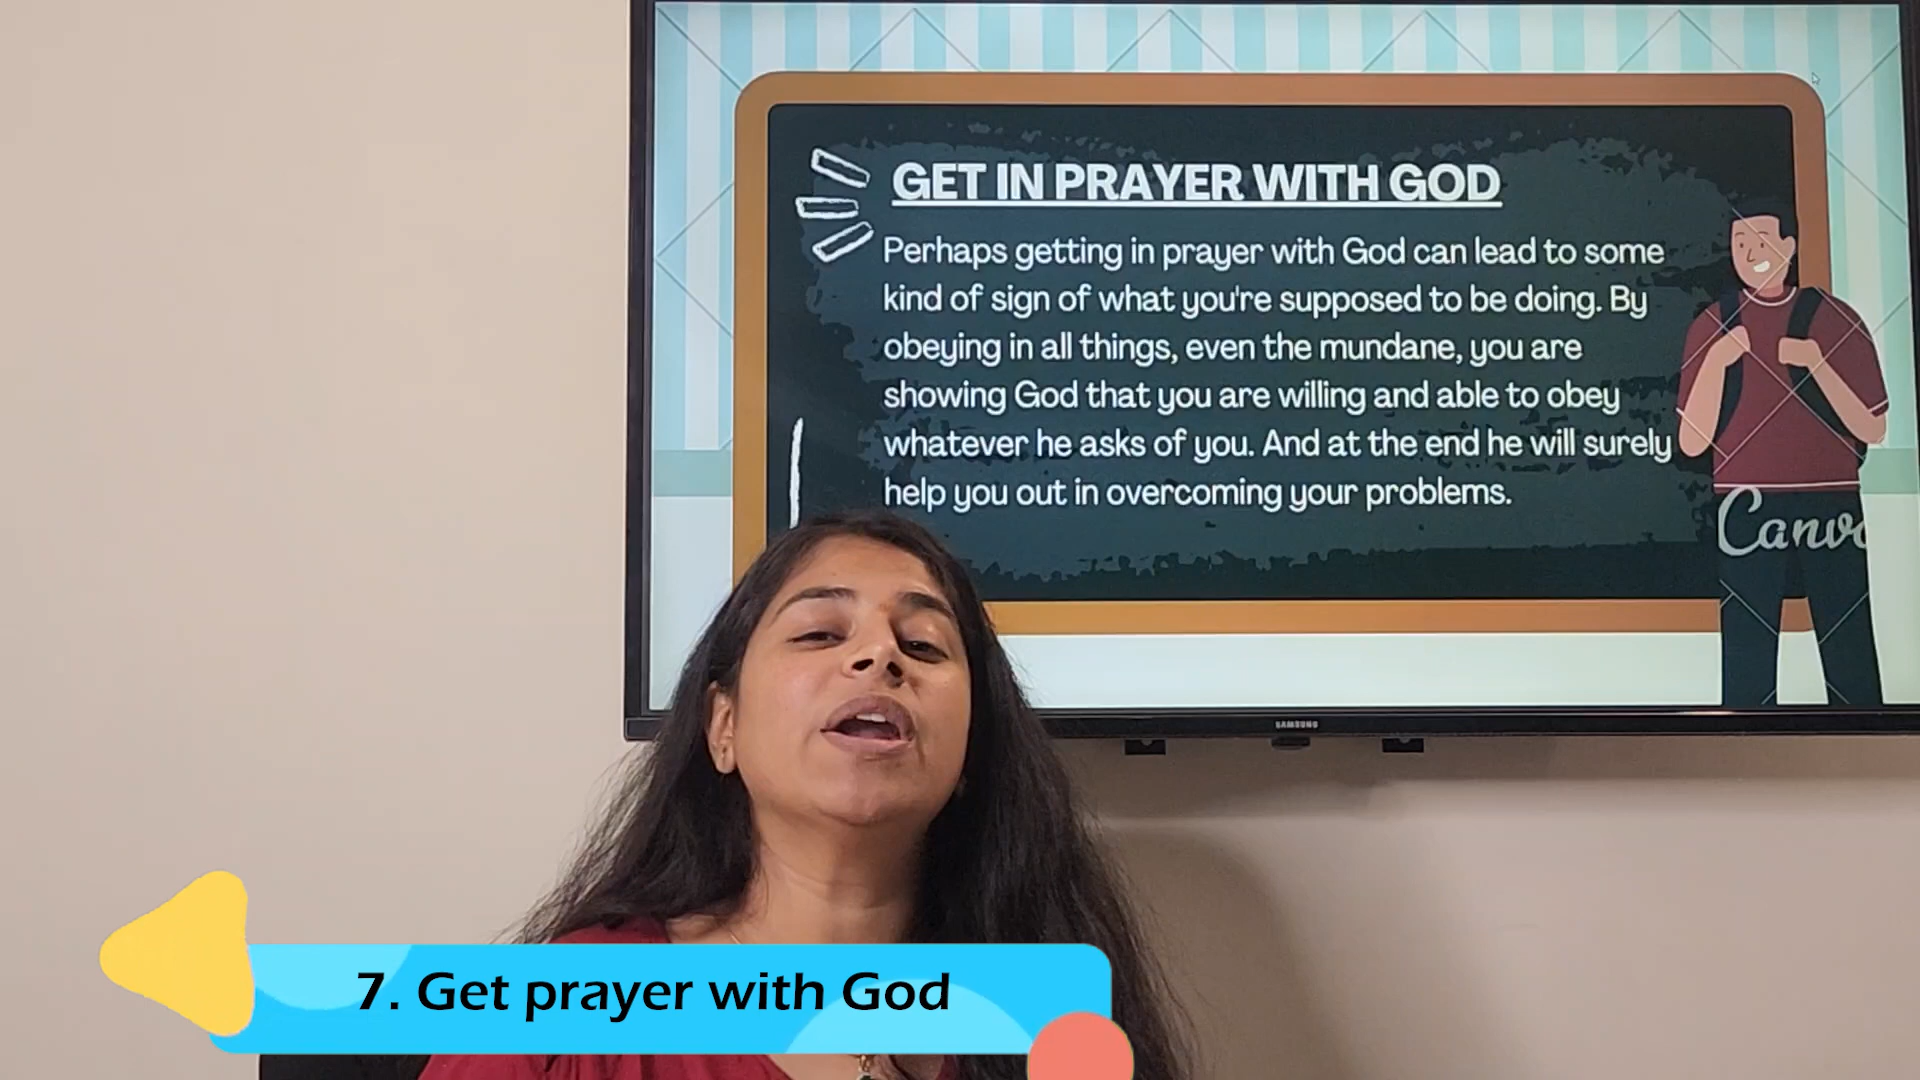 GET IN PRAYER WITH GOD
Perhaps getting in prayer with God can lead to some
kind of sign of what you're supposed to be doing. By
obeying in all things, even the mundane, you are
showing God that you are willing and able to obey
whatever he asks of you. And at the end he will surely
help you out in overcoming your problems.
Canva
SAMSUNG
7. Get prayer with God